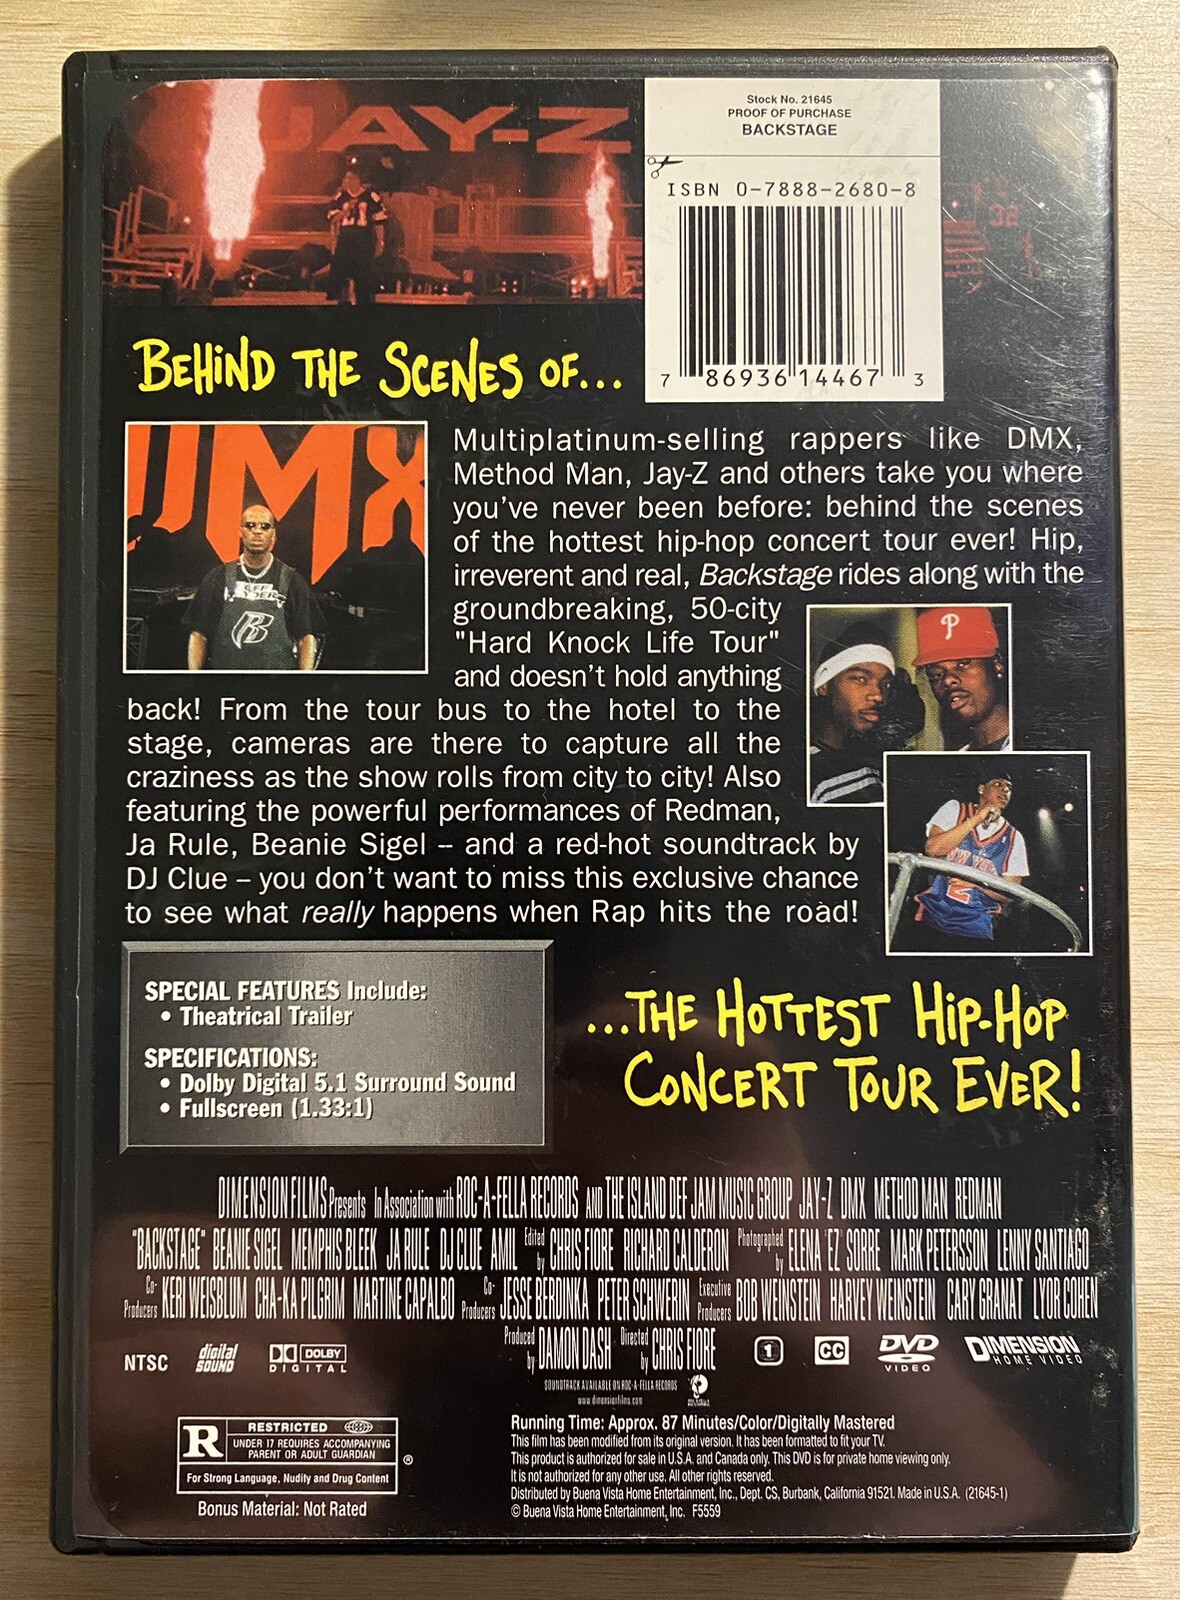 JAY-Z
Stock No. 21645
PROOF OF PURCHASE
BACKSTAGE
ISBN 0-7888-2680-8
7 86936 14467 3
BEHIND THE SCENES OF...
DMX
Multiplatinum-selling rappers like DMX,
Method Man, Jay-Z and others take you where
you've never been before: behind the scenes
of the hottest hip-hop concert tour ever! Hip,
irreverent and real, Backstage rides along with the
groundbreaking, 50-city
"Hard Knock Life Tour"
and doesn't hold anything
back! From the tour bus to the hotel to the
stage, cameras are there to capture all the
craziness as the show rolls from city to city! Also
featuring the powerful performances of Redman,
Ja Rule, Beanie Sigel – and a red-hot soundtrack by
DJ Clue – you don't want to miss this exclusive chance
to see what really happens when Rap hits the road!
P
SPECIAL FEATURES Include:
• Theatrical Trailer
SPECIFICATIONS:
• Dolby Digital 5.1 Surround Sound
• Fullscreen (1.33:1)
...THE HOTTEST HIP-HOP
CONCERT TOUR EVER!
DIMENSION FILMS Presents In Association with ROC-A-FELLA RECORDS AND THE ISLAND DEF JAM MUSIC GROUP JAY-Z DMX METHOD MAN REDMAN
"BACKSTAGE" BEANIE SIGEL MEMPHIS BLEEK JA RULE DJ CLUE AMIL Edited by CHRIS FIORE RICHARD CALDERON Photographed by ELENA "EZ" SORRE MARK PETERSSON LENNY SANTIAGO
Co-Producers KERI WEISBLUM CHA-KA PILGRIM MARTINE CAPALBO Co-Producers JESSE BERDINKA PETER SCHWERIN Executive Producers BOB WEINSTEIN HARVEY WEINSTEIN CARY GRANAT LYOR COHEN
Produced by DAMON DASH Directed by CHRIS FIORE
NTSC digital SOUND DOLBY DIGITAL 1 CC DVD VIDEO DIMENSION HOME VIDEO
SOUNDTRACK AVAILABLE ON ROC-A-FELLA RECORDS
www.dimensionfilms.com
R RESTRICTED
UNDER 17 REQUIRES ACCOMPANYING
PARENT OR ADULT GUARDIAN
®
For Strong Language, Nudity and Drug Content
Bonus Material: Not Rated
Running Time: Approx. 87 Minutes/Color/Digitally Mastered
This film has been modified from its original version. It has been formatted to fit your TV.
This product is authorized for sale in U.S.A. and Canada only. This DVD is for private home viewing only.
It is not authorized for any other use. All other rights reserved.
Distributed by Buena Vista Home Entertainment, Inc., Dept. CS, Burbank, California 91521. Made in U.S.A. (21645-1)
© Buena Vista Home Entertainment, Inc. F5559